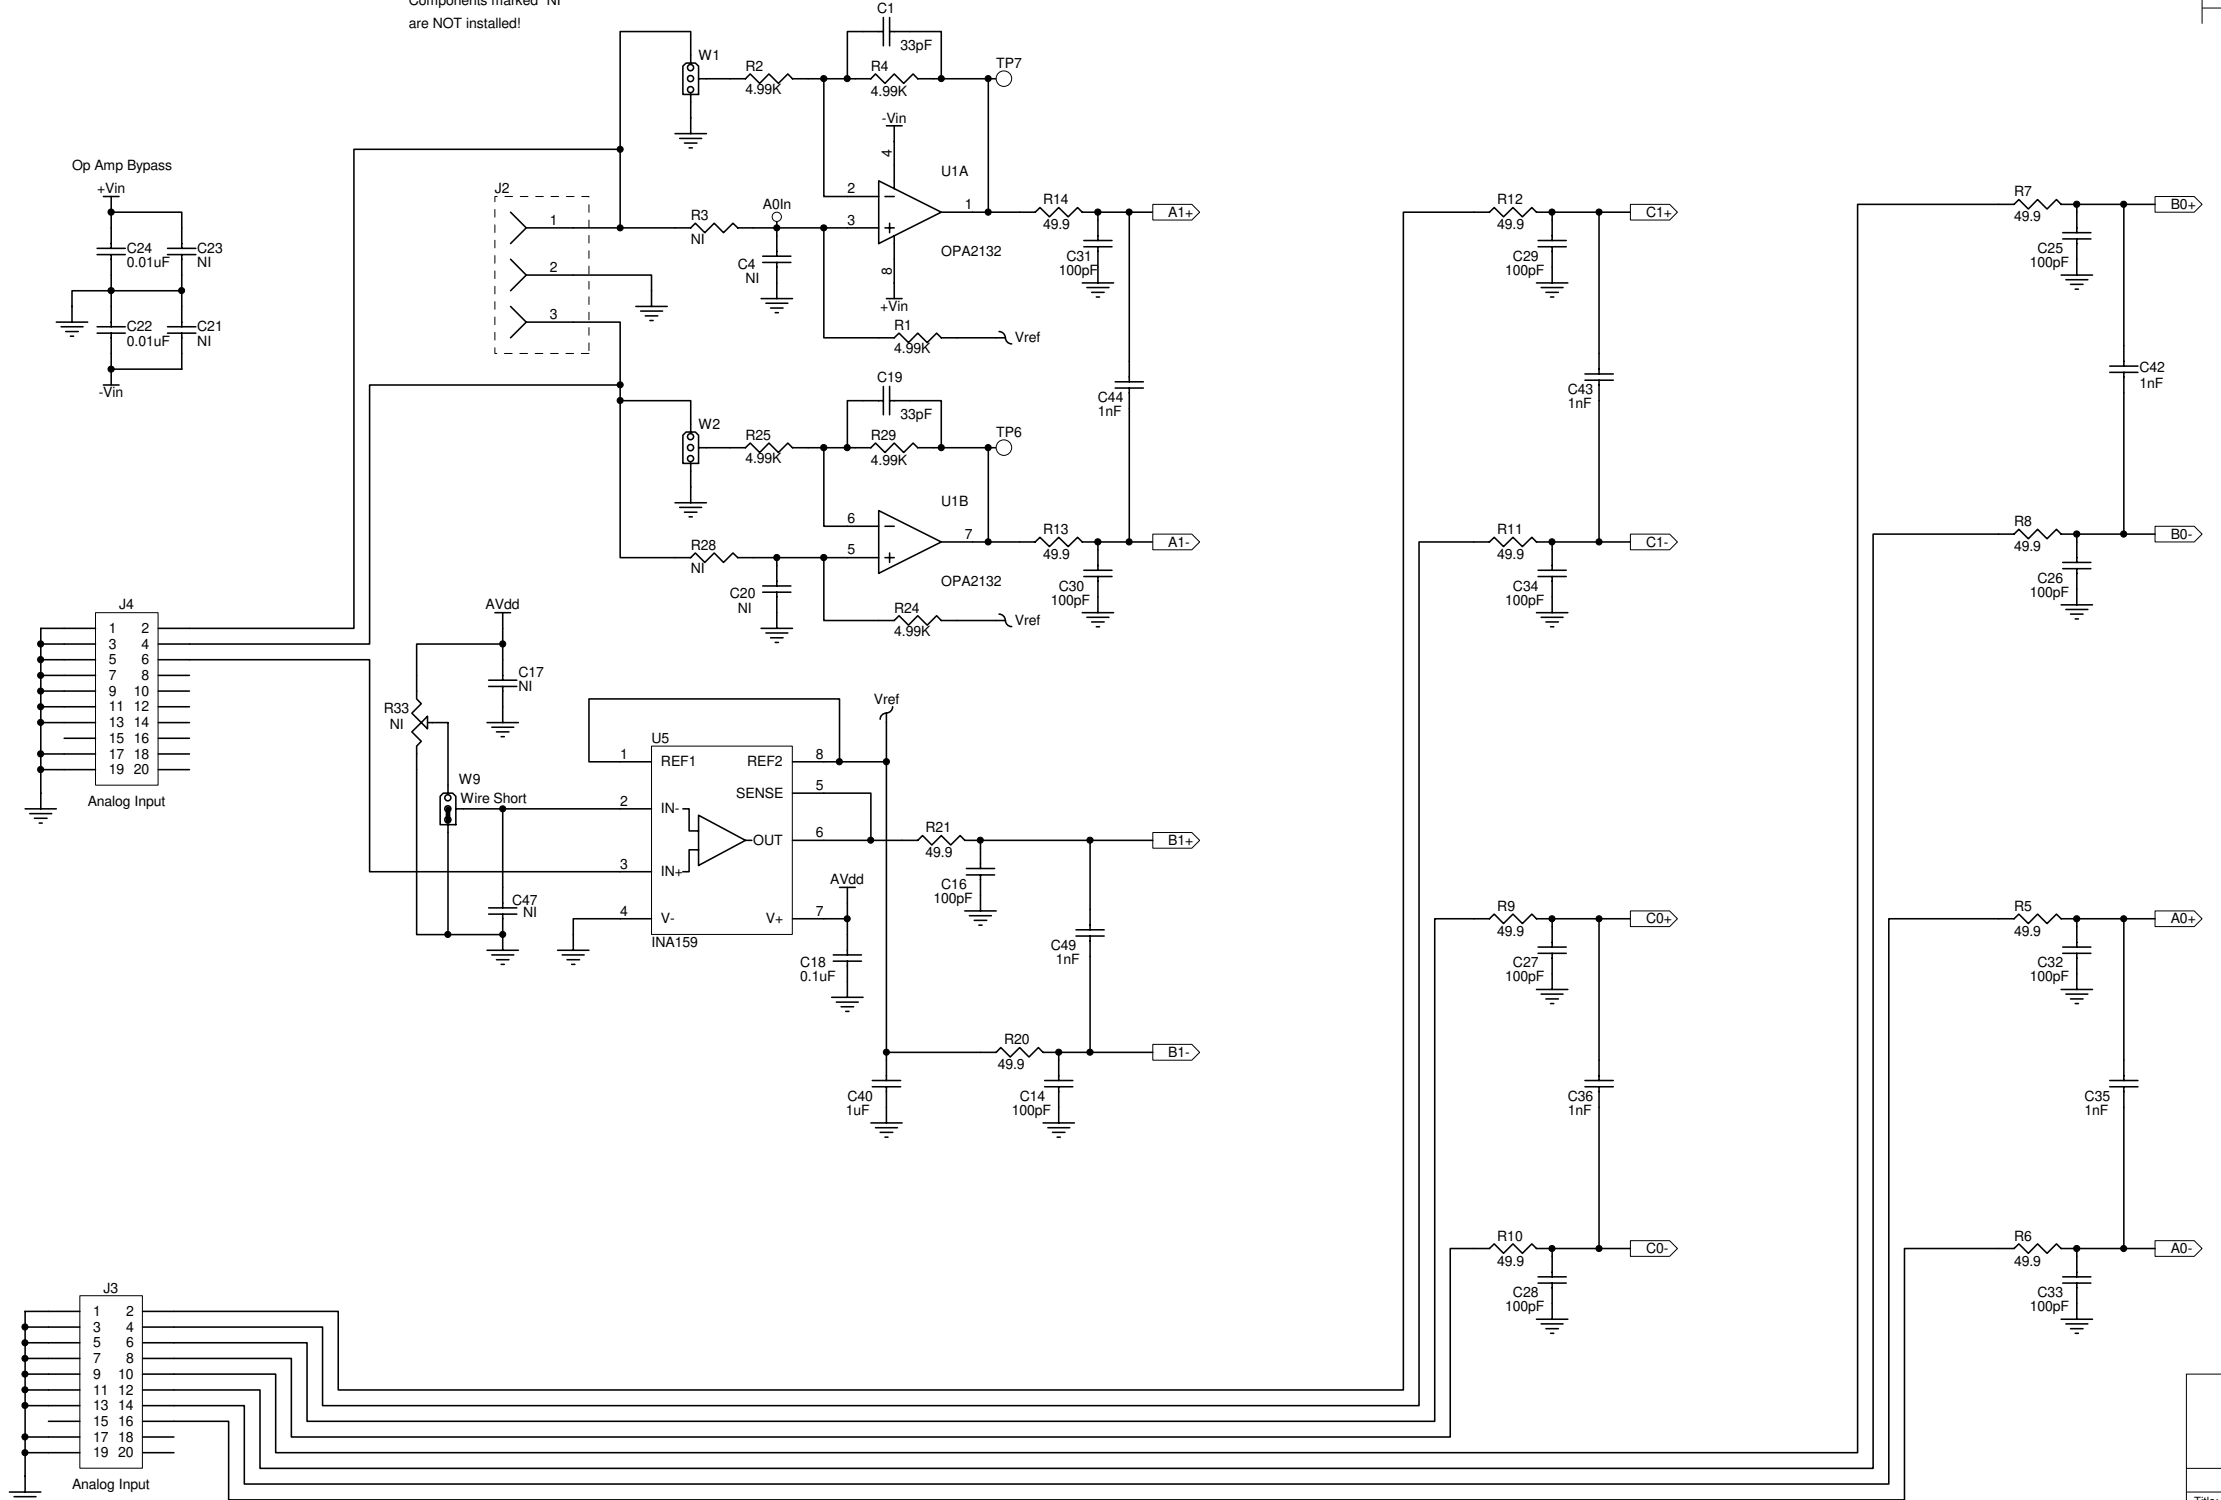 Components marked "NI"
are NOT installed!
C1
33pF
W1
R2
4.99K
R4
4.99K
TP7
-Vin
4
U1A
2
3
1
8
+Vin
OPA2132
Op Amp Bypass
+Vin
C24
0.01uF
C23
NI
C22
0.01uF
C21
NI
-Vin
J2
1
2
3
R3
NI
A0In
C4
NI
R1
4.99K
Vref
R14
49.9
C31
100pF
A1+
C44
1nF
C19
33pF
W2
R25
4.99K
R29
4.99K
TP6
U1B
6
5
7
OPA2132
R28
NI
C20
NI
R24
4.99K
Vref
R13
49.9
C30
100pF
A1-
R12
49.9
C29
100pF
C1+
C43
1nF
R11
49.9
C34
100pF
C1-
R7
49.9
C25
100pF
B0+
C42
1nF
R8
49.9
C26
100pF
B0-
J4
1 2
3 4
5 6
7 8
9 10
11 12
13 14
15 16
17 18
19 20
Analog Input
AVdd
C17
NI
R33
NI
W9
Wire Short
C47
NI
Vref
U5
1 REF1 REF2 8
SENSE 5
2 IN-
OUT 6
3 IN+
4 V- V+ 7
INA159
AVdd
C18
0.1uF
R21
49.9
C16
100pF
B1+
C49
1nF
R20
49.9
C40
1uF
C14
100pF
B1-
R9
49.9
C27
100pF
C0+
C36
1nF
R10
49.9
C28
100pF
C0-
R5
49.9
C32
100pF
A0+
C35
1nF
R6
49.9
C33
100pF
A0-
J3
1 2
3 4
5 6
7 8
9 10
11 12
13 14
15 16
17 18
19 20
Analog Input